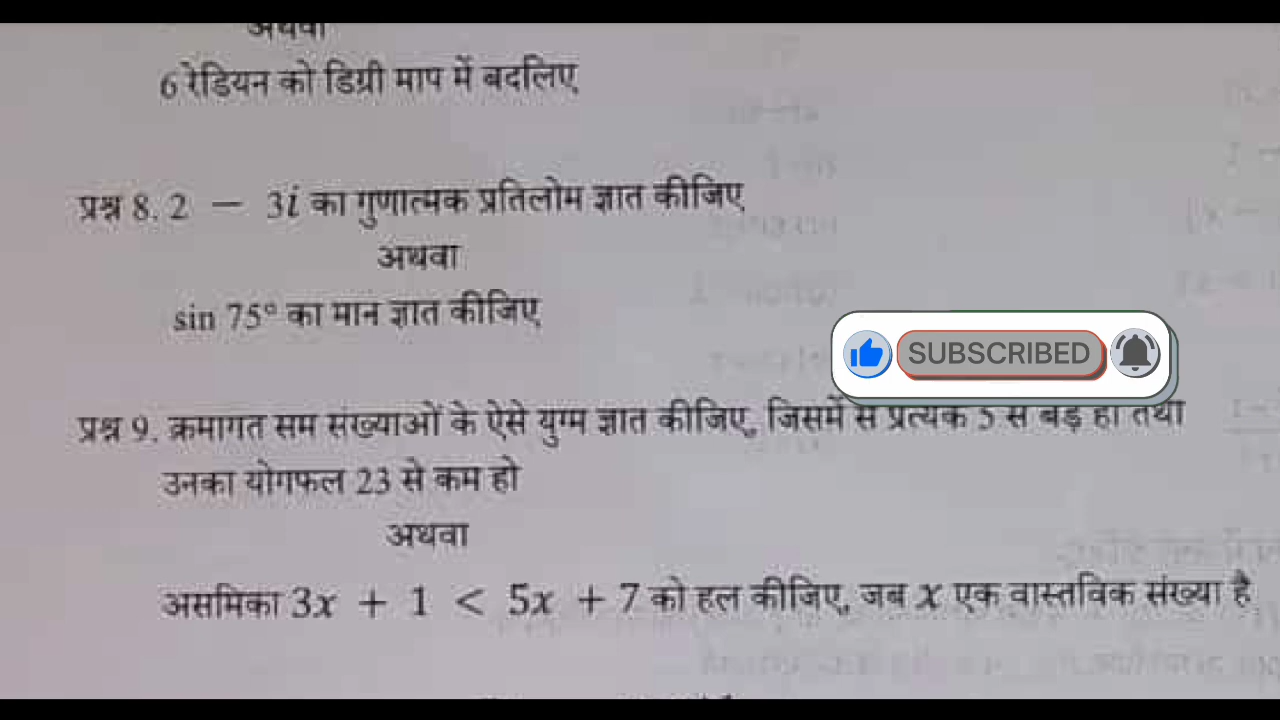 अथवा
6 रेडियन को डिग्री माप में बदलिए
प्रश्न 8. 2 − 3i का गुणात्मक प्रतिलोम ज्ञात कीजिए
अथवा
sin 75° का मान ज्ञात कीजिए
SUBSCRIBED
प्रश्न 9. क्रमागत सम संख्याओं के ऐसे युग्म ज्ञात कीजिए, जिसमें से प्रत्येक 5 से बड़े हों तथा
उनका योगफल 23 से कम हो
अथवा
असमिका 3x + 1 < 5x + 7 को हल कीजिए, जब x एक वास्तविक संख्या है